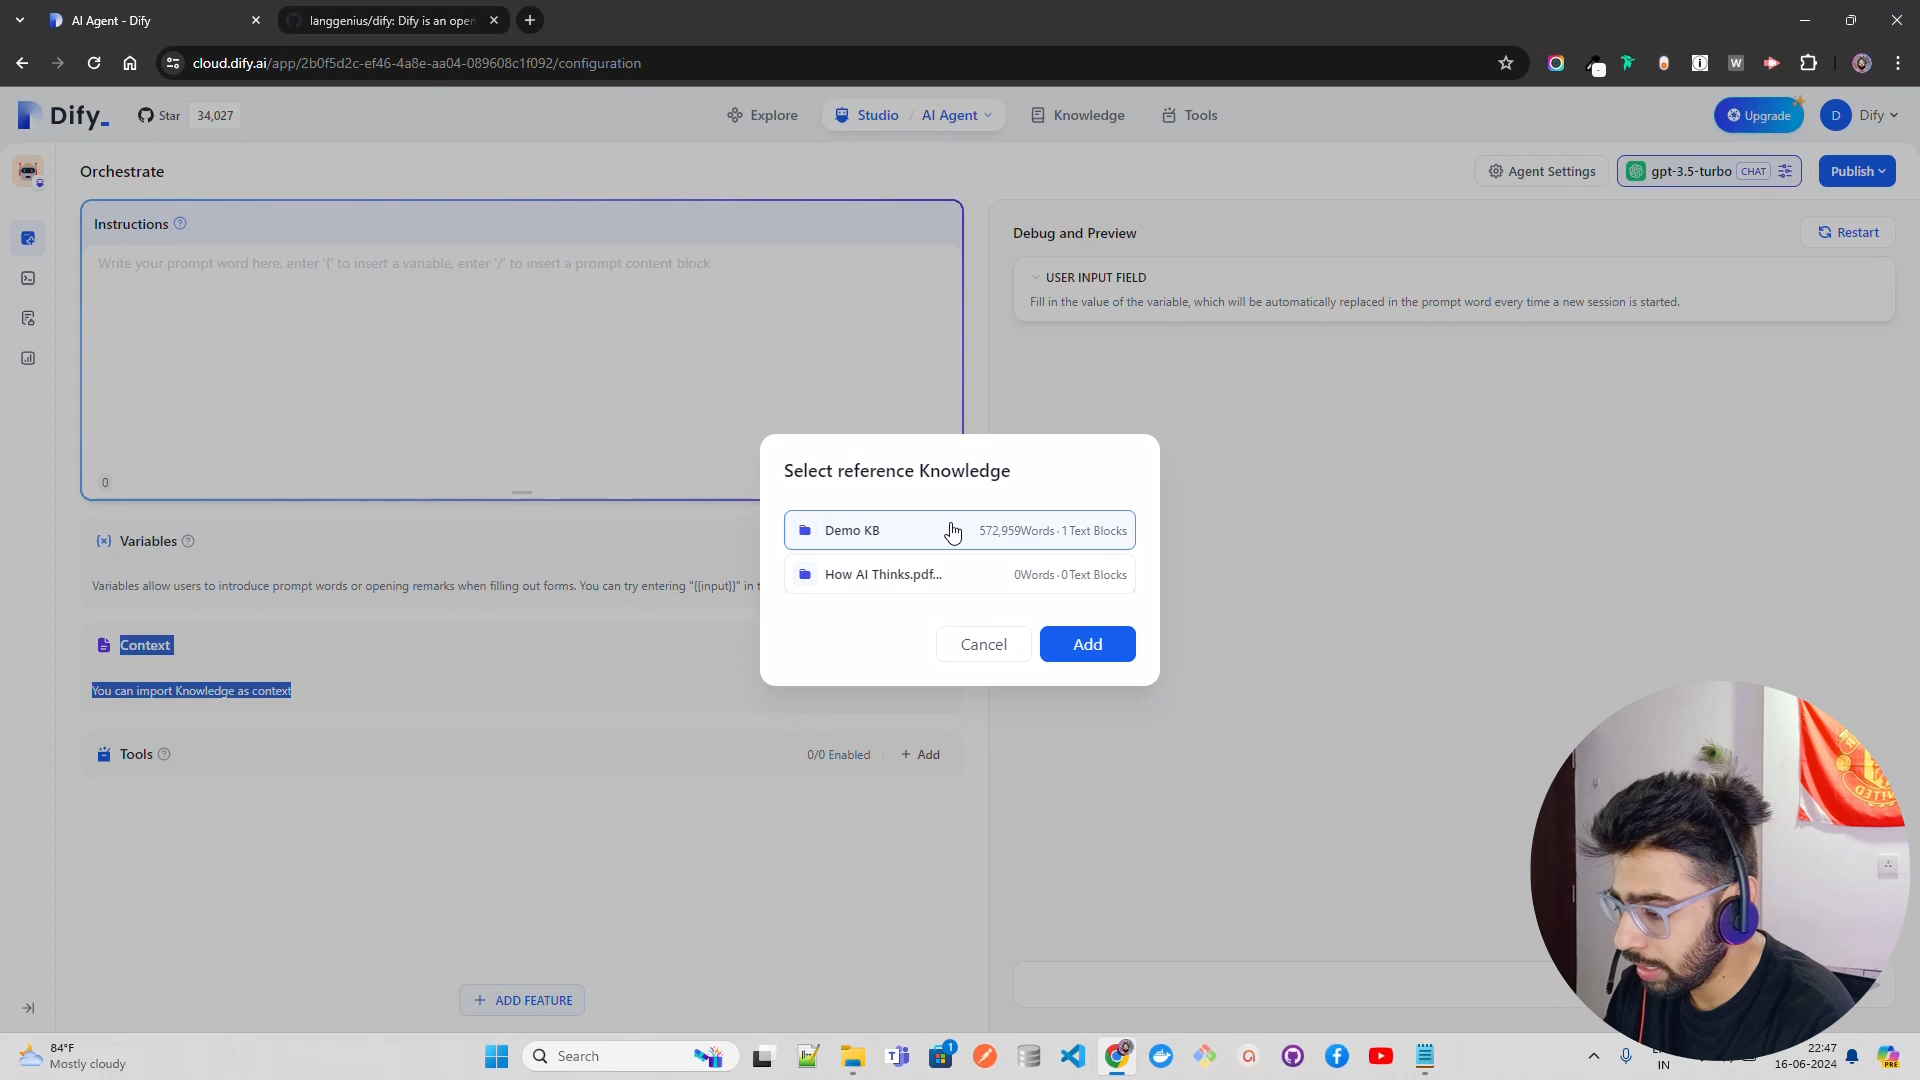 AI Agent - Dify
langgenius/dify: Dify is an open
cloud.dify.ai/app/2b0f5d2c-ef46-4a8e-aa04-089608c1f092/configuration
Dify_
Star 34,027
Explore
Studio / AI Agent
Knowledge
Tools
Upgrade
D
Dify
Orchestrate
Agent Settings
gpt-3.5-turbo CHAT
Publish
Instructions
Write your prompt word here, enter '{' to insert a variable, enter '/' to insert a prompt content block
0
Debug and Preview
Restart
USER INPUT FIELD
Fill in the value of the variable, which will be automatically replaced in the prompt word every time a new session is started.
Select reference Knowledge
Demo KB 572,959Words · 1 Text Blocks
How AI Thinks.pdf... 0Words · 0 Text Blocks
Cancel
Add
{x} Variables
Variables allow users to introduce prompt words or opening remarks when filling out forms. You can try entering "{{input}}" in
Context
You can import Knowledge as context
Tools
0/0 Enabled
+ Add
+ ADD FEATURE
UNITED
84°F
Mostly cloudy
Search
1
IN
22:47
16-06-2024
PRE